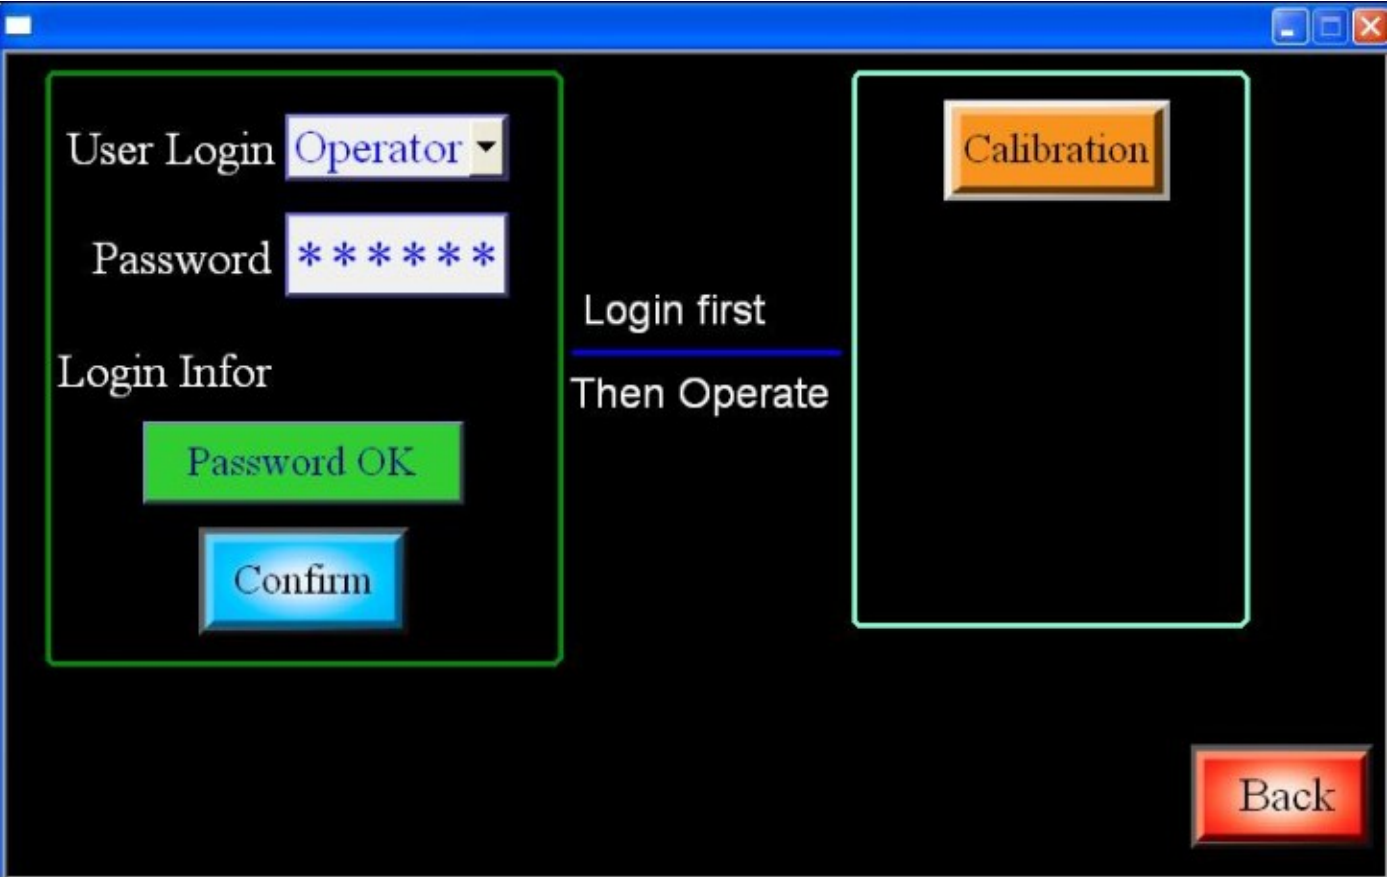 User Login Operator
Password ******
Login Infor
Password OK
Confirm
Login first
Then Operate
Calibration
Back